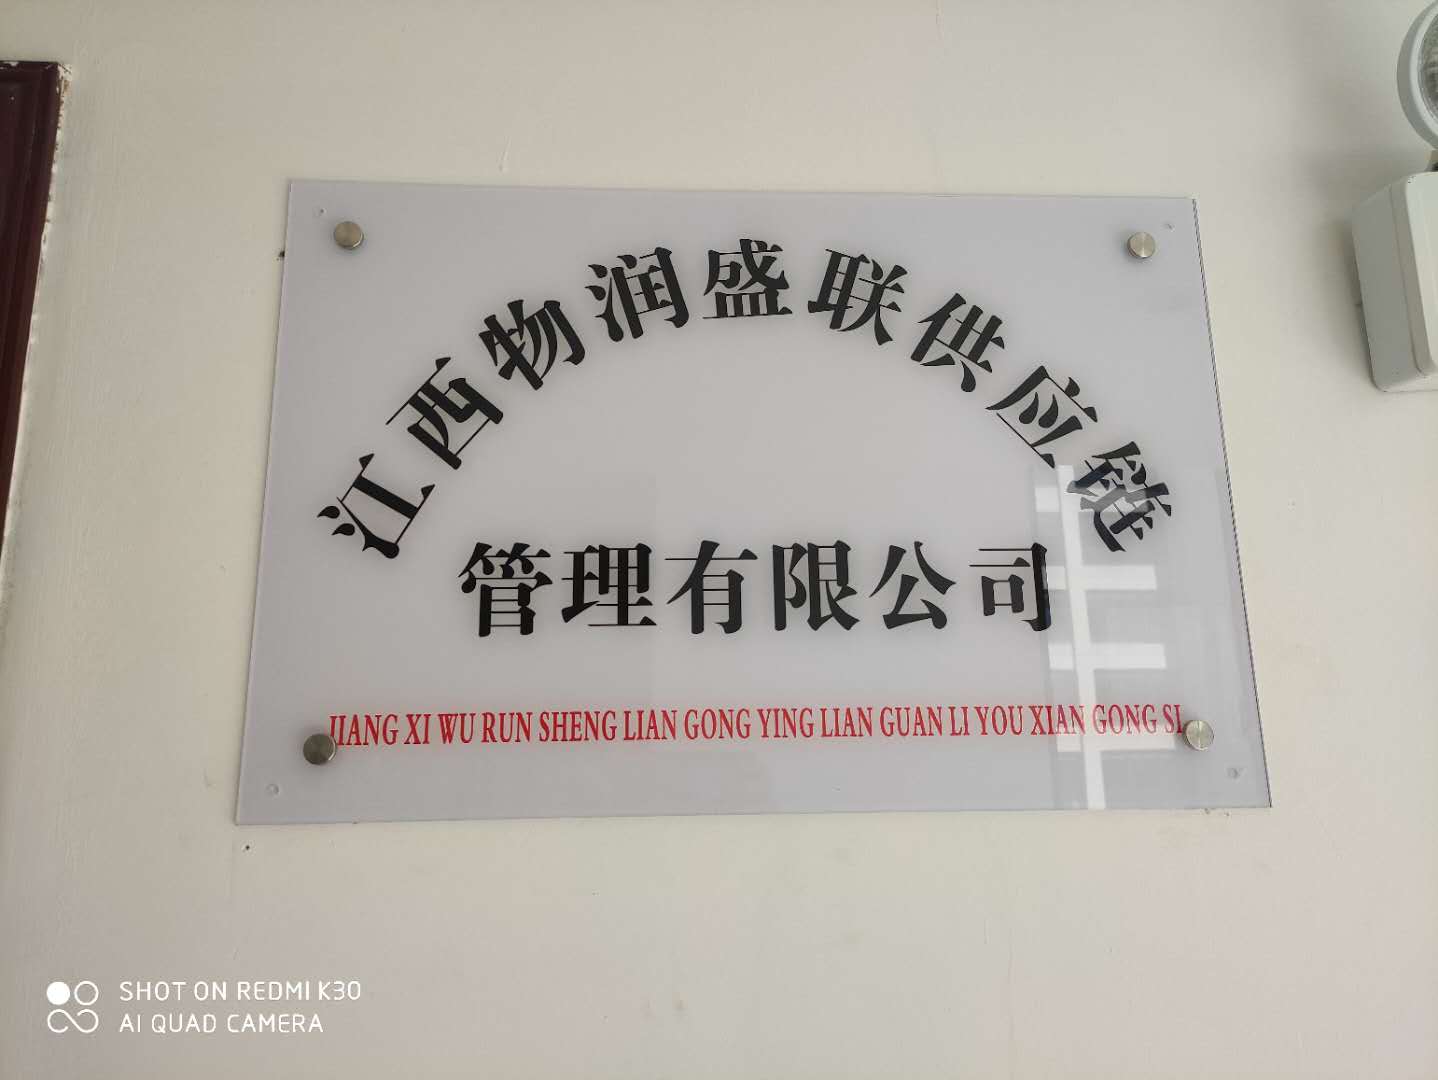 江西物润盛联供应链
管理有限公司
JIANG XI WU RUN SHENG LIAN GONG YING LIAN GUAN LI YOU XIAN GONG SI
SHOT ON REDMI K30
AI QUAD CAMERA